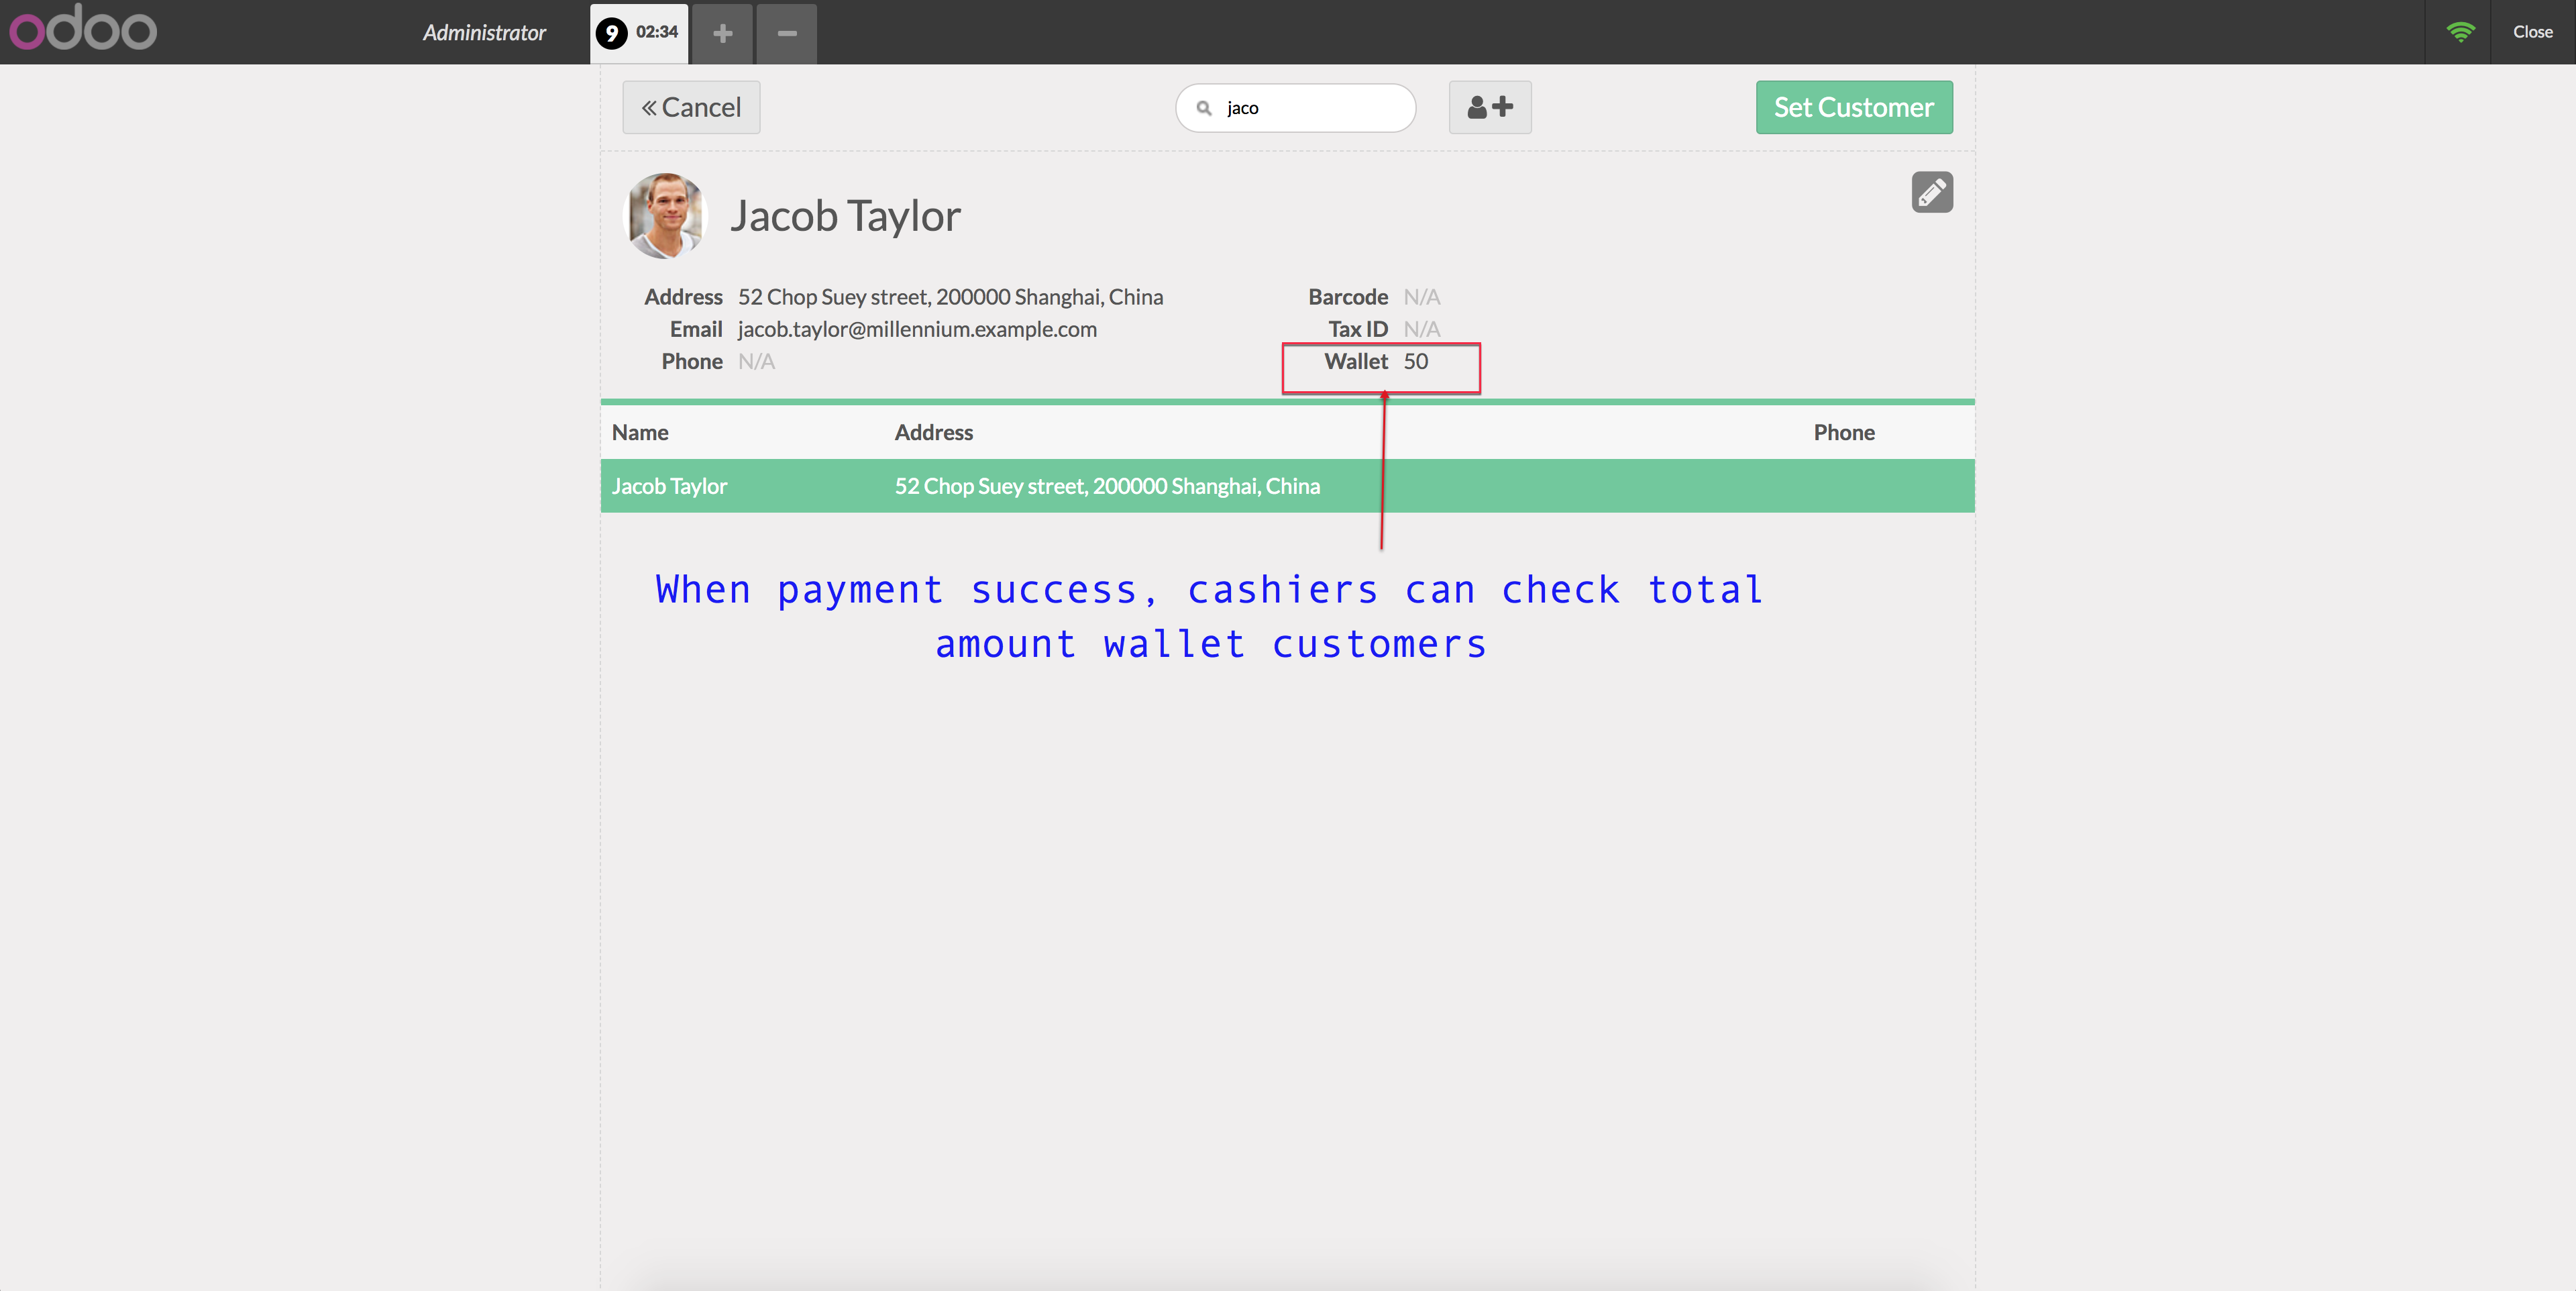 odoo
Administrator
9 02:34
Close
« Cancel
jaco
Set Customer
Jacob Taylor
Address 52 Chop Suey street, 200000 Shanghai, China
Barcode N/A
Email jacob.taylor@millennium.example.com
Tax ID N/A
Phone N/A
Wallet 50
Name Address Phone
Jacob Taylor 52 Chop Suey street, 200000 Shanghai, China
When payment success, cashiers can check total
amount wallet customers